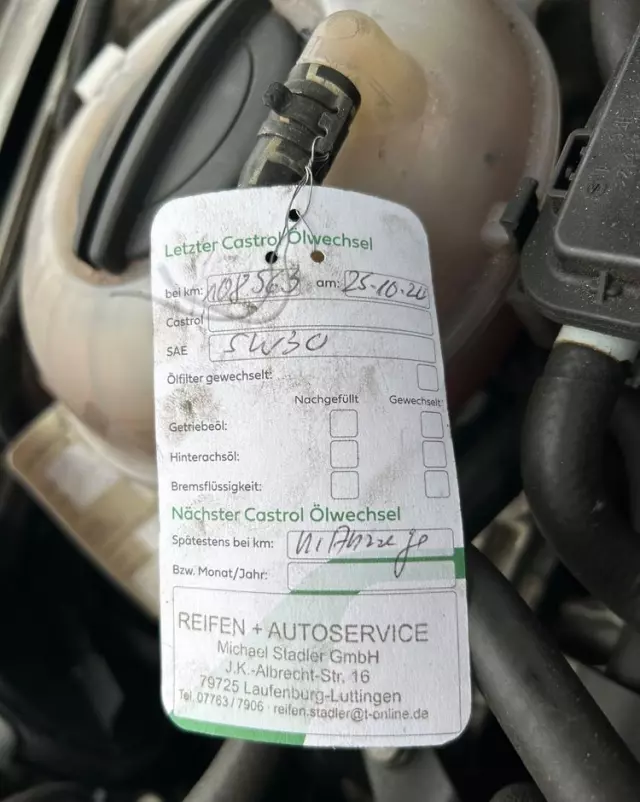 Letzter Castrol Ölwechsel
bei km: 108563 am: 25-10-24
Castrol
SAE 5W30
Ölfilter gewechselt:
Nachgefüllt Gewechselt:
Getriebeöl:
Hinterachsöl:
Bremsflüssigkeit:
Nächster Castrol Ölwechsel
Spätestens bei km: n. Anzeige
Bzw. Monat/Jahr:
REIFEN + AUTOSERVICE
Michael Stadler GmbH
J.K.-Albrecht-Str. 16
79725 Laufenburg-Luttingen
Tel. 07763/7906 · reifen.stadler@t-online.de